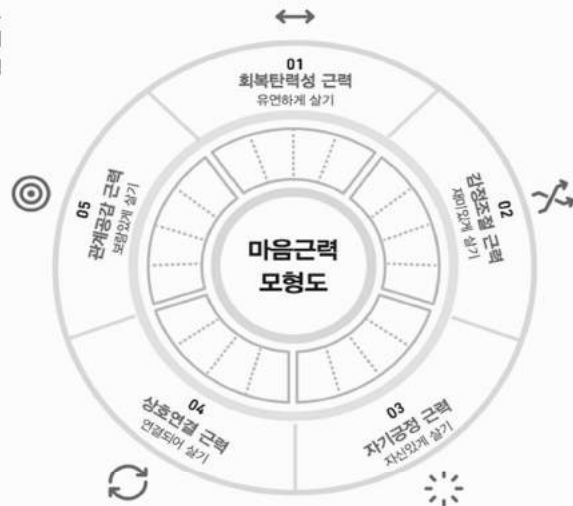 01
회복탄력성 근력
유연하게 살기
02
감정조절 근력
재미있게 살기
03
자기긍정 근력
자신있게 살기
04
상호연결 근력
연결되어 살기
05
관계공감 근력
보람있게 살기
마음근력
모형도